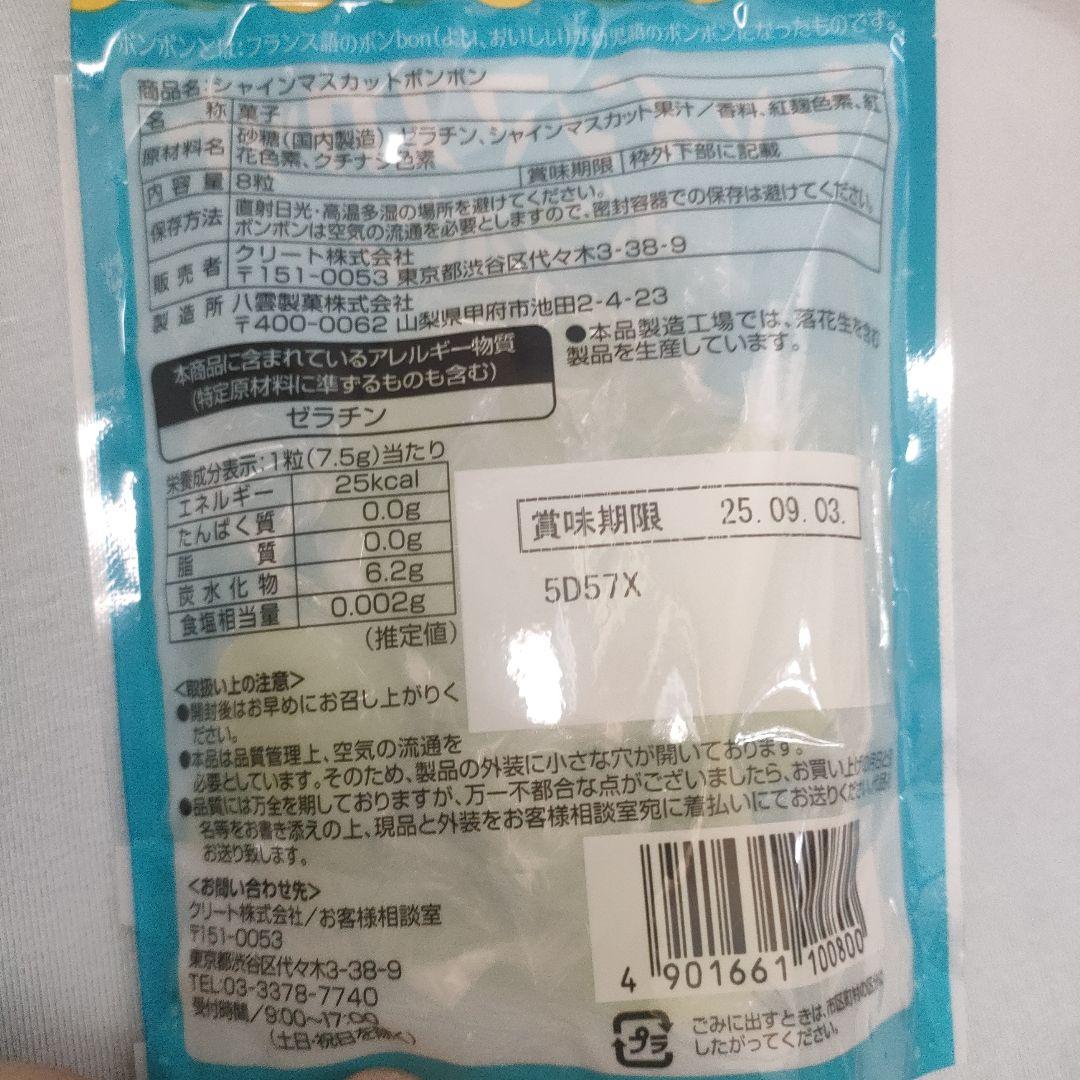 ボンボンとは:フランス語のボンbon(よい、おいしい)が幼児語のボンボンになったものです。
商品名:シャインマスカットボンボン
名 称 菓子
原材料名 砂糖(国内製造)、ゼラチン、シャインマスカット果汁/香料、紅麹色素、紅
花色素、クチナシ色素
内容量 8粒 賞味期限 枠外下部に記載
保存方法 直射日光・高温多湿の場所を避けてください。
ボンボンは空気の流通を必要としますので、密封容器での保存は避けてください。
販売者 クリート株式会社
〒151-0053 東京都渋谷区代々木3-38-9
製造所 八雲製菓株式会社
〒400-0062 山梨県甲府市池田2-4-23
●本品製造工場では、落花生を含む
製品を生産しています。
本商品に含まれているアレルギー物質
(特定原材料に準ずるものも含む)
ゼラチン
栄養成分表示:1粒(7.5g)当たり
エネルギー 25kcal
たんぱく質 0.0g
脂 質 0.0g
炭水化物 6.2g
食塩相当量 0.002g
(推定値)
賞味期限 25.09.03.
5D57X
<取扱い上の注意>
●開封後はお早めにお召し上がりく
ださい。
●本品は品質管理上、空気の流通を
必要としています。そのため、製品の外装に小さな穴が開いております。
●品質には万全を期しておりますが、万一不都合な点がございましたら、お買い上げ
名等をお書き添えの上、現品と外装をお客様相談室宛に着払いにてお送りください。
お送り致します。
<お問い合わせ先>
クリート株式会社/お客様相談室
〒151-0053
東京都渋谷区代々木3-38-9
TEL:03-3378-7740
受付時間/9:00~17:00
(土日・祝日を除く)
4 901661 100800
プラ
ごみに出すときは、市区町村の区分に
したがってください。